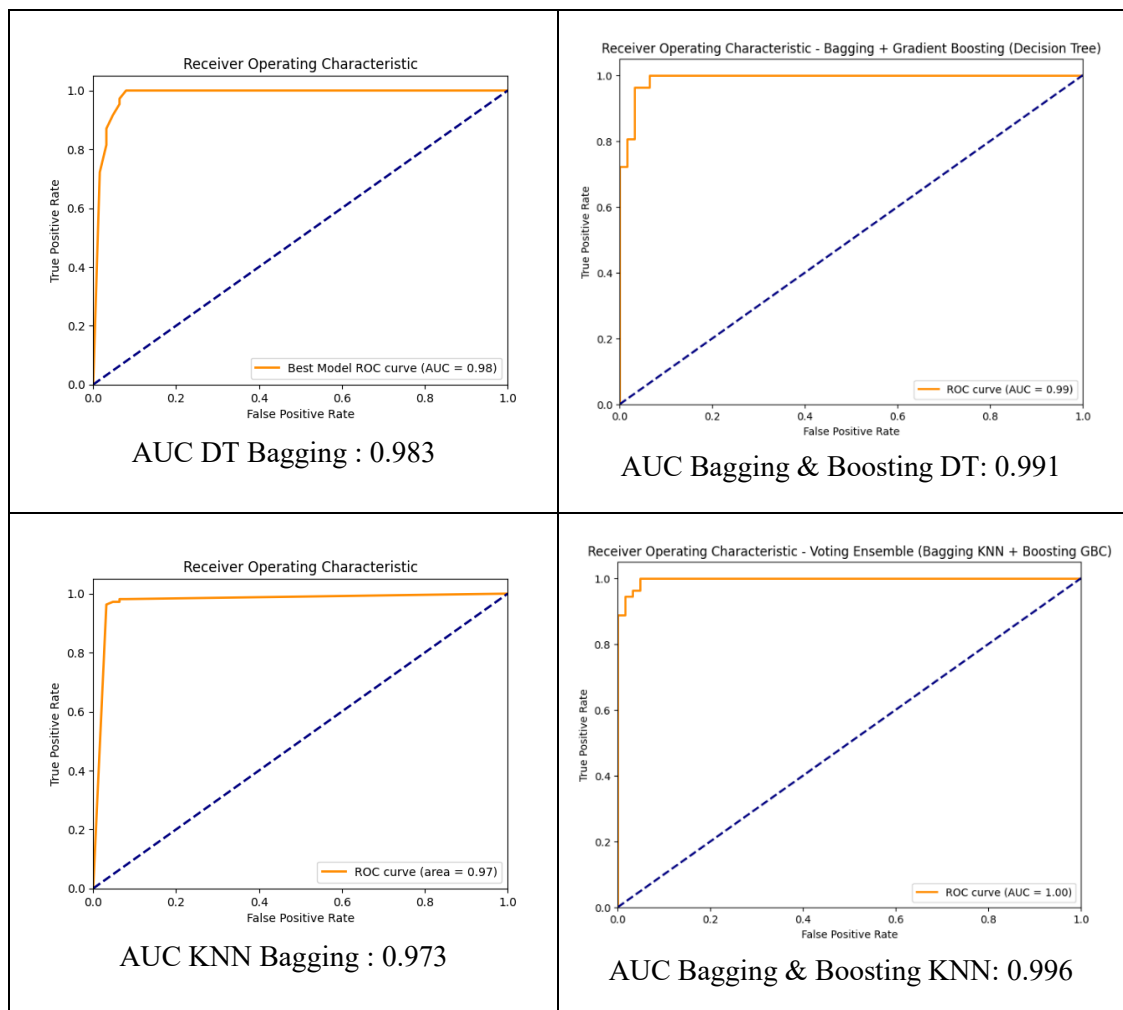 Receiver Operating Characteristic
1.0
0.8
0.6
0.4
0.2
0.0
True Positive Rate
Best Model ROC curve (AUC = 0.98)
0.0 0.2 0.4 0.6 0.8 1.0
False Positive Rate
AUC DT Bagging : 0.983
Receiver Operating Characteristic - Bagging + Gradient Boosting (Decision Tree)
1.0
0.8
0.6
0.4
0.2
0.0
True Positive Rate
ROC curve (AUC = 0.99)
0.0 0.2 0.4 0.6 0.8 1.0
False Positive Rate
AUC Bagging & Boosting DT: 0.991
Receiver Operating Characteristic
1.0
0.8
0.6
0.4
0.2
0.0
True Positive Rate
ROC curve (area = 0.97)
0.0 0.2 0.4 0.6 0.8 1.0
False Positive Rate
AUC KNN Bagging : 0.973
Receiver Operating Characteristic - Voting Ensemble (Bagging KNN + Boosting GBC)
1.0
0.8
0.6
0.4
0.2
0.0
True Positive Rate
ROC curve (AUC = 1.00)
0.0 0.2 0.4 0.6 0.8 1.0
False Positive Rate
AUC Bagging & Boosting KNN: 0.996